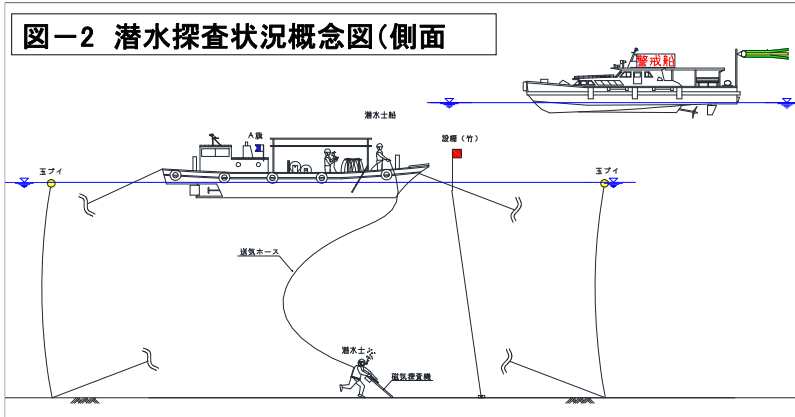 図－2 潜水探査状況概念図(側面
警戒船
潜水士船
A旗
設標（竹）
玉ブイ
玉ブイ
送気ホース
潜水士
磁気探査機